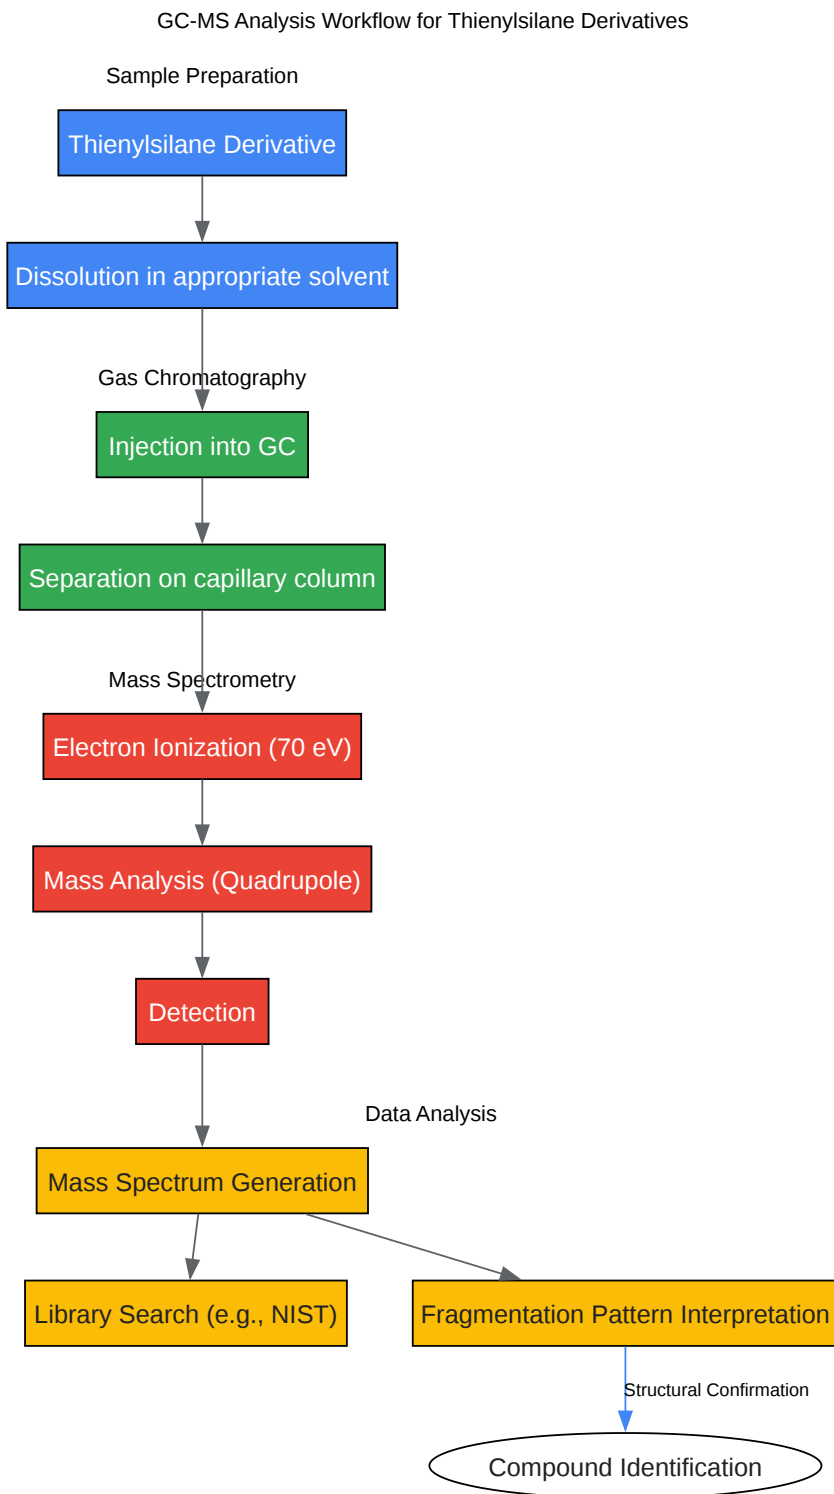 GC-MS Analysis Workflow for Thienylsilane Derivatives
Sample Preparation
Thienylsilane Derivative
Dissolution in appropriate solvent
Gas Chromatography
Injection into GC
Separation on capillary column
Mass Spectrometry
Electron Ionization (70 eV)
Mass Analysis (Quadrupole)
Detection
Data Analysis
Mass Spectrum Generation
Library Search (e.g., NIST)
Fragmentation Pattern Interpretation
Structural Confirmation
Compound Identification